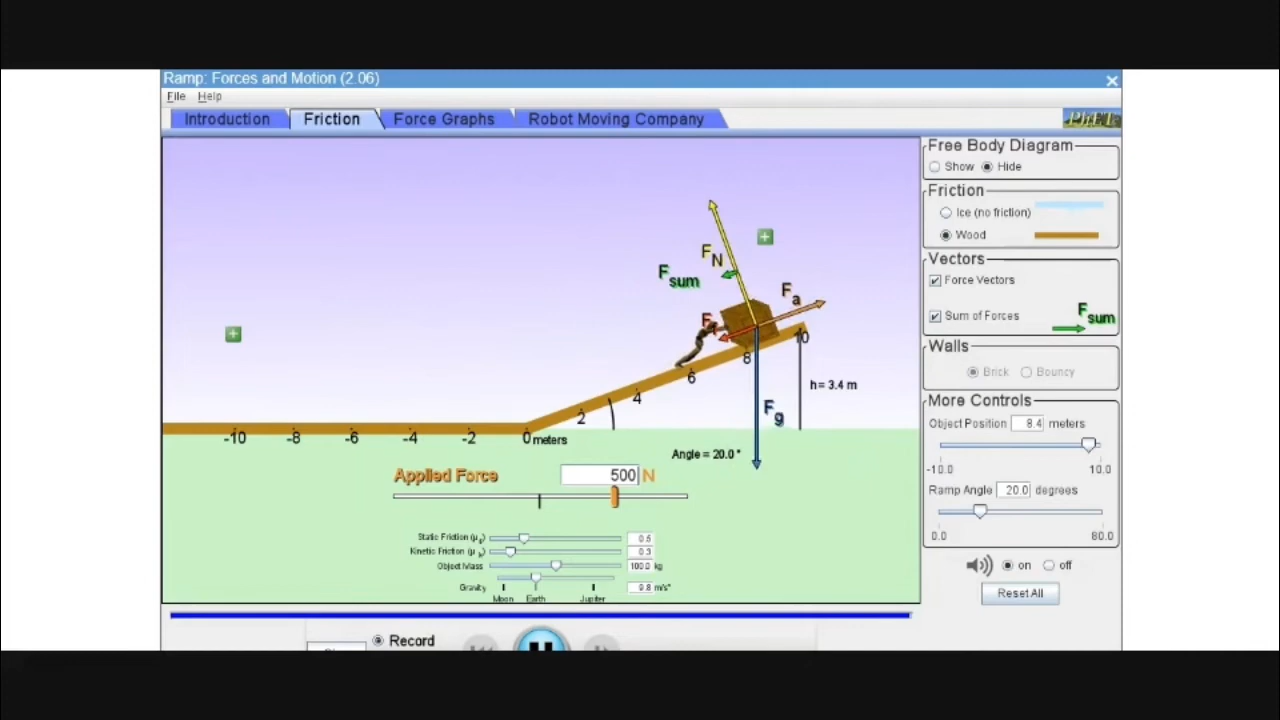 Ramp: Forces and Motion (2.06)
File Help
Introduction Friction Force Graphs Robot Moving Company
PhET
Free Body Diagram
Show Hide
Friction
Ice (no friction)
Wood
Vectors
Force Vectors
Sum of Forces
Fsum
Walls
Brick Bouncy
More Controls
Object Position 8.4 meters
-10.0 10.0
Ramp Angle 20.0 degrees
0.0 80.0
on off
Reset All
FN
Fsum
Fa
Ff
Fg
h= 3.4 m
-10 -8 -6 -4 -2 0 meters 2 4 6 8 10
Angle = 20.0 °
Applied Force 500 N
Static Friction (μs) 0.5
Kinetic Friction (μk) 0.3
Object Mass 100.0 kg
Gravity 9.8 m/s²
Moon Earth Jupiter
Record